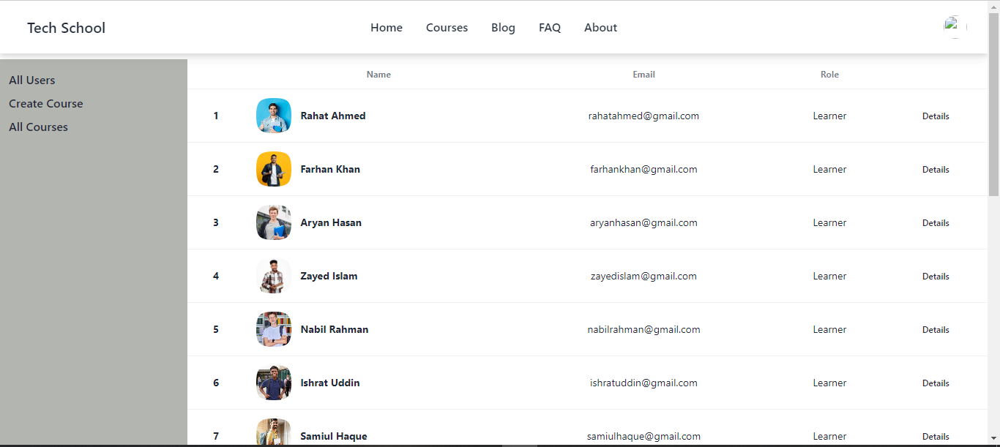 Tech School
Home Courses Blog FAQ About
All Users
Create Course
All Courses
Name Email Role
1 Rahat Ahmed rahatahmed@gmail.com Learner Details
2 Farhan Khan farhankhan@gmail.com Learner Details
3 Aryan Hasan aryanhasan@gmail.com Learner Details
4 Zayed Islam zayedislam@gmail.com Learner Details
5 Nabil Rahman nabilrahman@gmail.com Learner Details
6 Ishrat Uddin ishratuddin@gmail.com Learner Details
7 Samiul Haque samiulhaque@gmail.com Learner Details